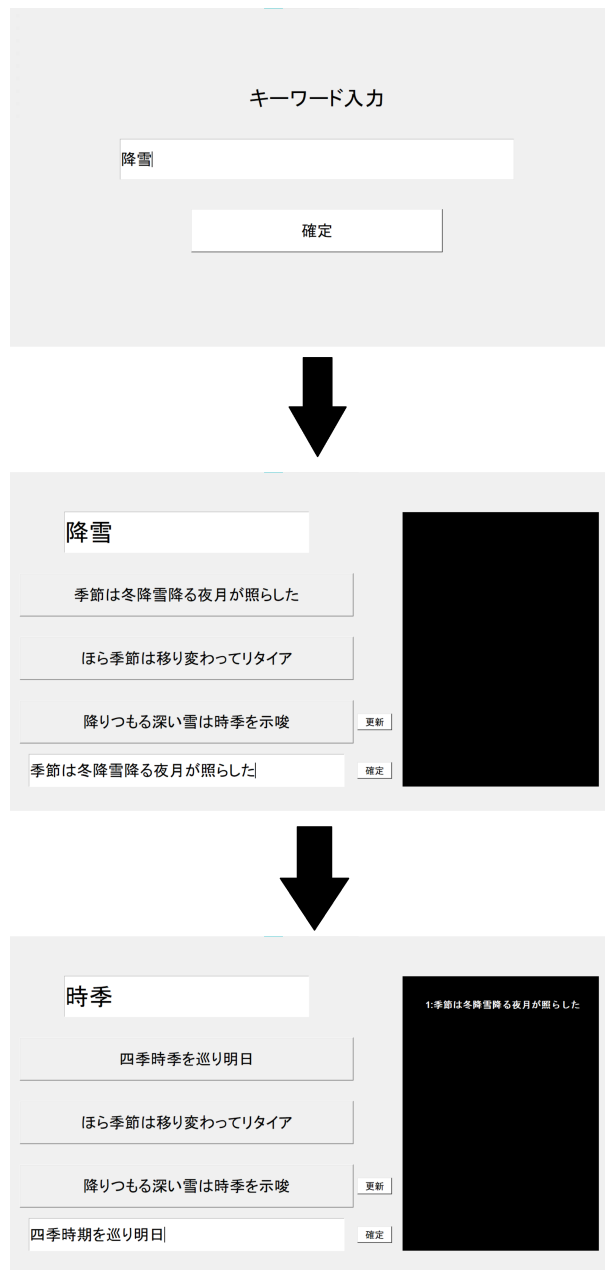 キーワード入力
降雪
確定
降雪
季節は冬降雪降る夜月が照らした
ほら季節は移り変わってリタイア
降りつもる深い雪は時季を示唆
更新
季節は冬降雪降る夜月が照らした
確定
時季
1:季節は冬降雪降る夜月が照らした
四季時季を巡り明日
ほら季節は移り変わってリタイア
降りつもる深い雪は時季を示唆
更新
四季時期を巡り明日
確定